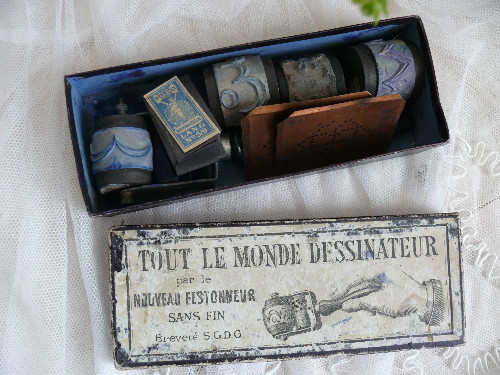 TOUT LE MONDE DESSINATEUR
par le
NOUVEAU FESTONNEUR
SANS FIN
Breveté S.G.D.G